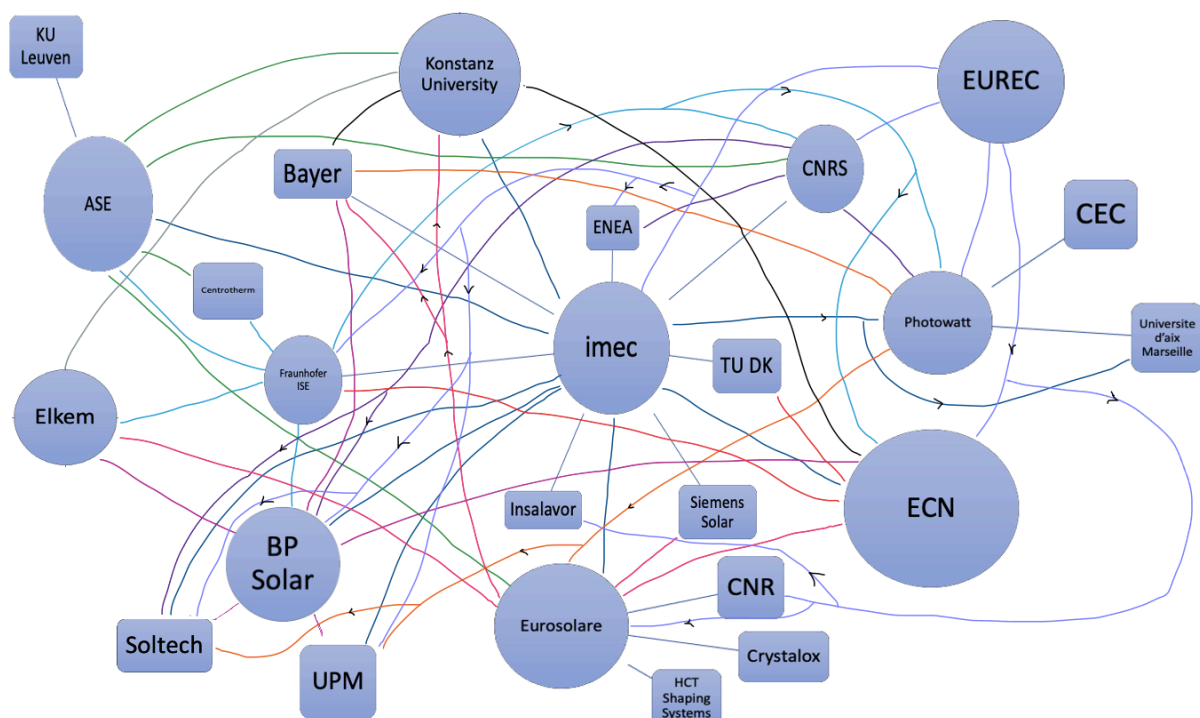 KU
Leuven
Konstanz
University
EUREC
Bayer
CNRS
ASE
ENEA
CEC
Centrotherm
imec
Photowatt
Universite
d'aix
Marseille
TU DK
Fraunhofer
ISE
Elkem
Insalavor
Siemens
Solar
ECN
BP
Solar
CNR
Eurosolare
Soltech
Crystalox
UPM
HCT
Shaping
Systems